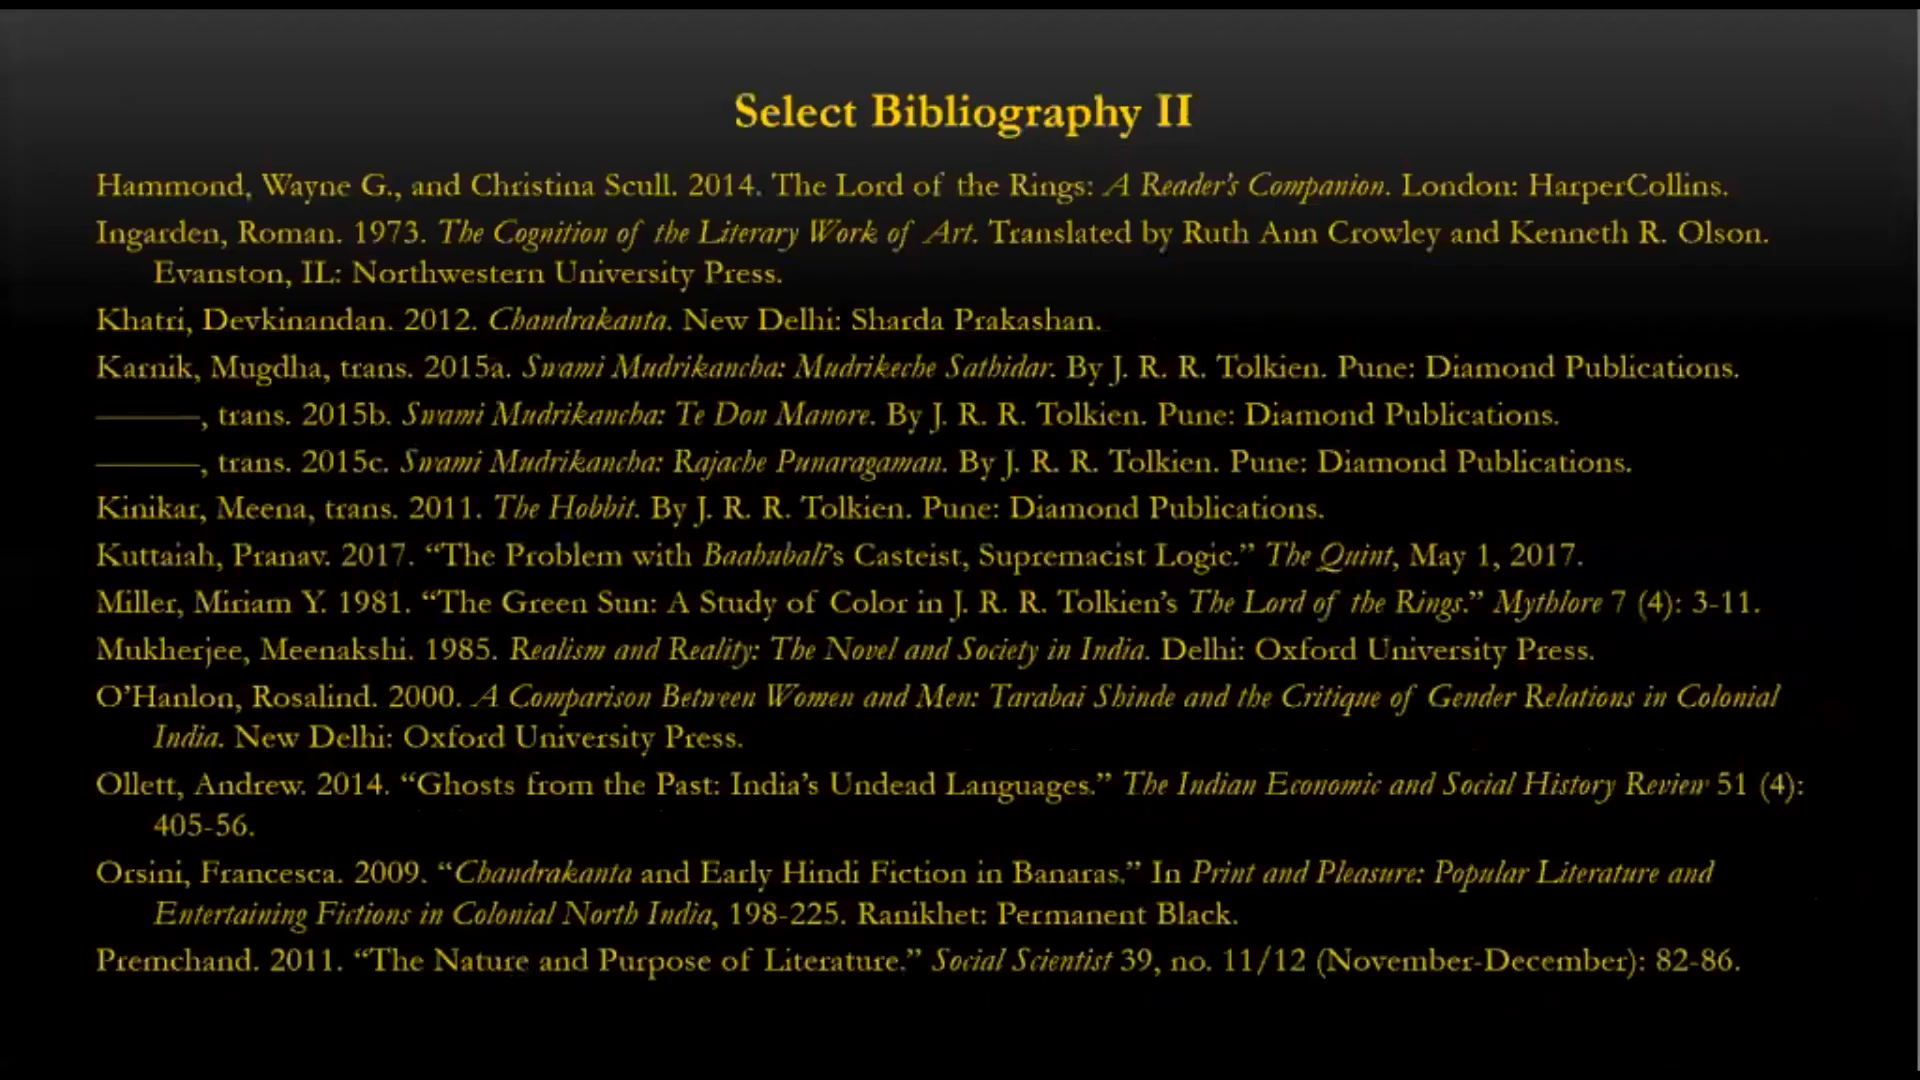 Select Bibliography II
Hammond, Wayne G., and Christina Scull. 2014. The Lord of the Rings: A Reader's Companion. London: HarperCollins.
Ingarden, Roman. 1973. The Cognition of the Literary Work of Art. Translated by Ruth Ann Crowley and Kenneth R. Olson.
Evanston, IL: Northwestern University Press.
Khatri, Devkinandan. 2012. Chandrakanta. New Delhi: Sharda Prakashan.
Karnik, Mugdha, trans. 2015a. Swami Mudrikancha: Mudrikeche Sathidar. By J. R. R. Tolkien. Pune: Diamond Publications.
———, trans. 2015b. Swami Mudrikancha: Te Don Manore. By J. R. R. Tolkien. Pune: Diamond Publications.
———, trans. 2015c. Swami Mudrikancha: Rajache Punaragaman. By J. R. R. Tolkien. Pune: Diamond Publications.
Kinikar, Meena, trans. 2011. The Hobbit. By J. R. R. Tolkien. Pune: Diamond Publications.
Kuttaiah, Pranav. 2017. “The Problem with Baahubali's Casteist, Supremacist Logic.” The Quint, May 1, 2017.
Miller, Miriam Y. 1981. “The Green Sun: A Study of Color in J. R. R. Tolkien's The Lord of the Rings.” Mythlore 7 (4): 3-11.
Mukherjee, Meenakshi. 1985. Realism and Reality: The Novel and Society in India. Delhi: Oxford University Press.
O'Hanlon, Rosalind. 2000. A Comparison Between Women and Men: Tarabai Shinde and the Critique of Gender Relations in Colonial
India. New Delhi: Oxford University Press.
Ollett, Andrew. 2014. “Ghosts from the Past: India's Undead Languages.” The Indian Economic and Social History Review 51 (4):
405-56.
Orsini, Francesca. 2009. “Chandrakanta and Early Hindi Fiction in Banaras.” In Print and Pleasure: Popular Literature and
Entertaining Fictions in Colonial North India, 198-225. Ranikhet: Permanent Black.
Premchand. 2011. “The Nature and Purpose of Literature.” Social Scientist 39, no. 11/12 (November-December): 82-86.